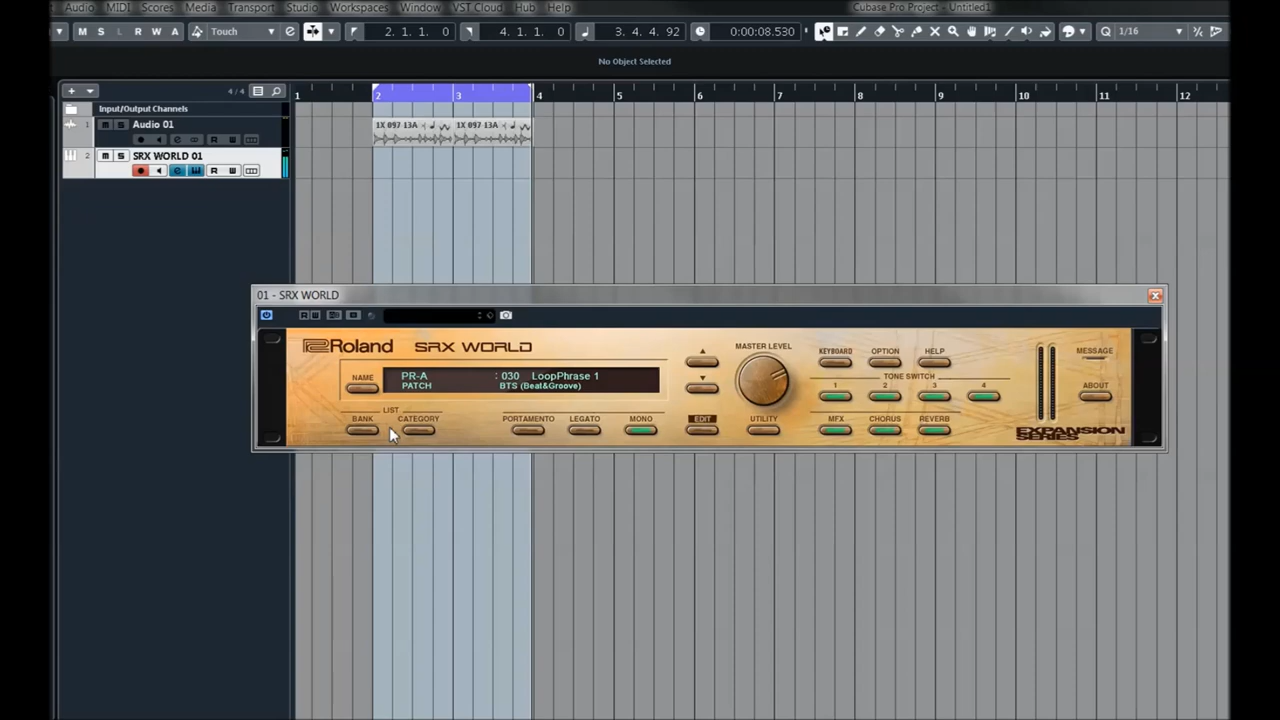 Audio MIDI Scores Media Transport Studio Workspaces Window VST Cloud Hub Help Cubase Pro Project - Untitled1
M S L R W A Touch e 2. 1. 1. 0 4. 1. 1. 0 3. 4. 4. 92 0:00:08.530 Q 1/16
No Object Selected
+ 4 / 4 1 2 3 4 5 6 7 8 9 10 11 12
Input/Output Channels
1 M S Audio 01 1X 097 13A 1X 097 13A
e R W
2 M S SRX WORLD 01
e R W
01 - SRX WORLD
R W
Roland SRX WORLD MASTER LEVEL KEYBOARD OPTION HELP MESSAGE
NAME PR-A : 030 LoopPhrase 1 TONE SWITCH
PATCH BTS (Beat&Groove) 1 2 3 4 ABOUT
LIST
BANK CATEGORY PORTAMENTO LEGATO MONO EDIT UTILITY MFX CHORUS REVERB
EXPANSION
SERIES